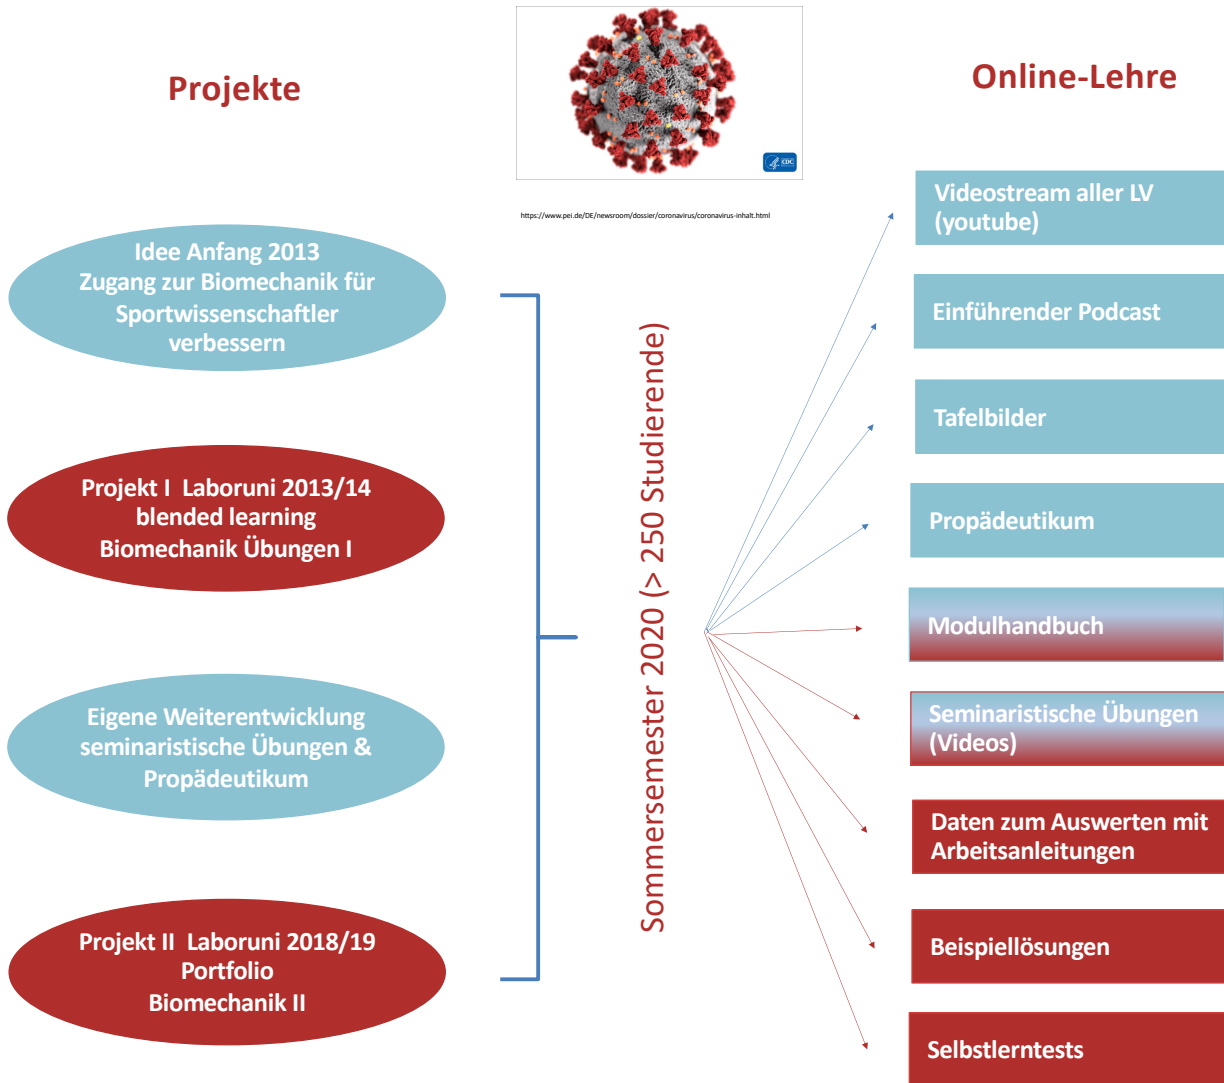 Projekte
CDC
https://www.pei.de/DE/newsroom/dossier/coronavirus/coronavirus-inhalt.html
Idee Anfang 2013
Zugang zur Biomechanik für
Sportwissenschaftler
verbessern
Projekt I Laboruni 2013/14
blended learning
Biomechanik Übungen I
Eigene Weiterentwicklung
seminaristische Übungen &
Propädeutikum
Projekt II Laboruni 2018/19
Portfolio
Biomechanik II
Sommersemester 2020 (> 250 Studierende)
Online-Lehre
Videostream aller LV
(youtube)
Einführender Podcast
Tafelbilder
Propädeutikum
Modulhandbuch
Seminaristische Übungen
(Videos)
Daten zum Auswerten mit
Arbeitsanleitungen
Beispiellösungen
Selbstlerntests